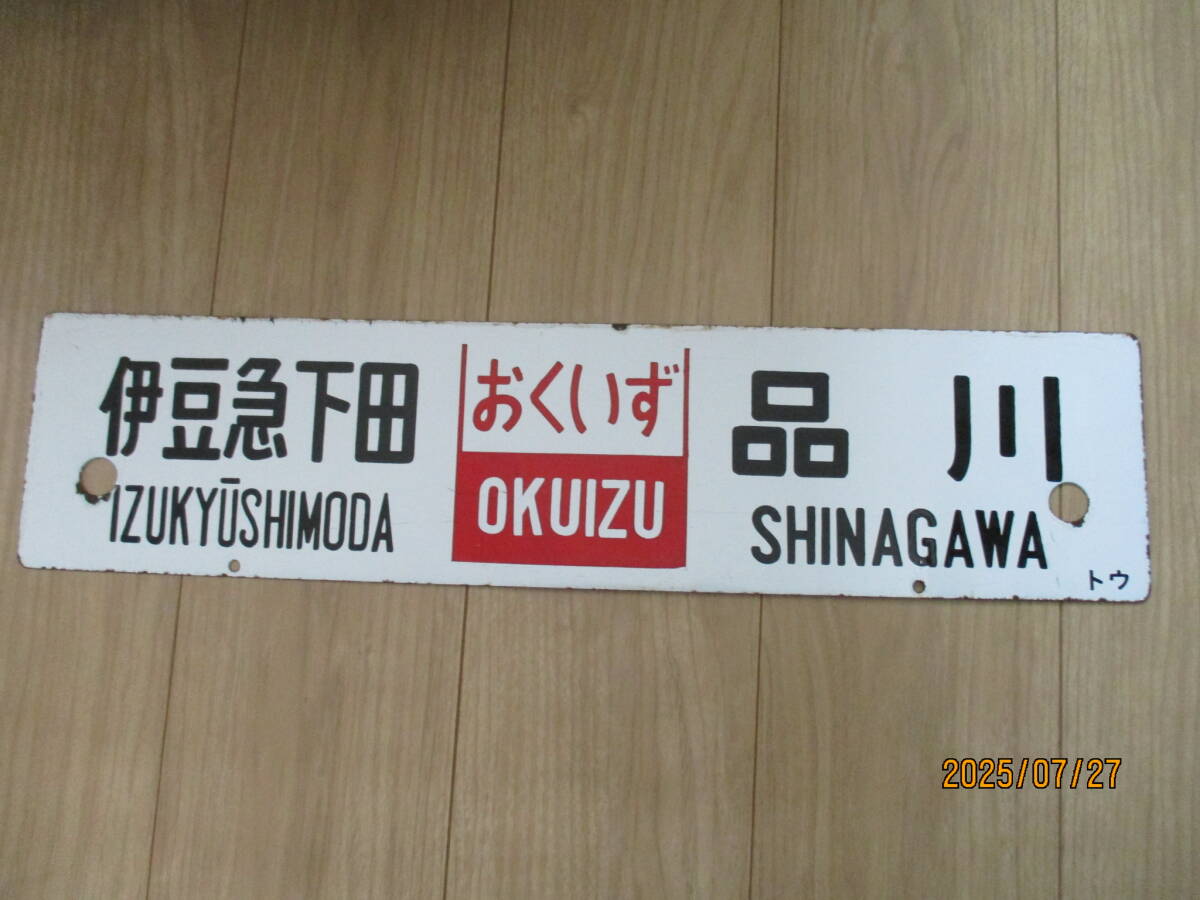 伊豆急下田
IZUKYŪSHIMODA
おくいず
OKUIZU
品川
SHINAGAWA
トウ
2025/07/27